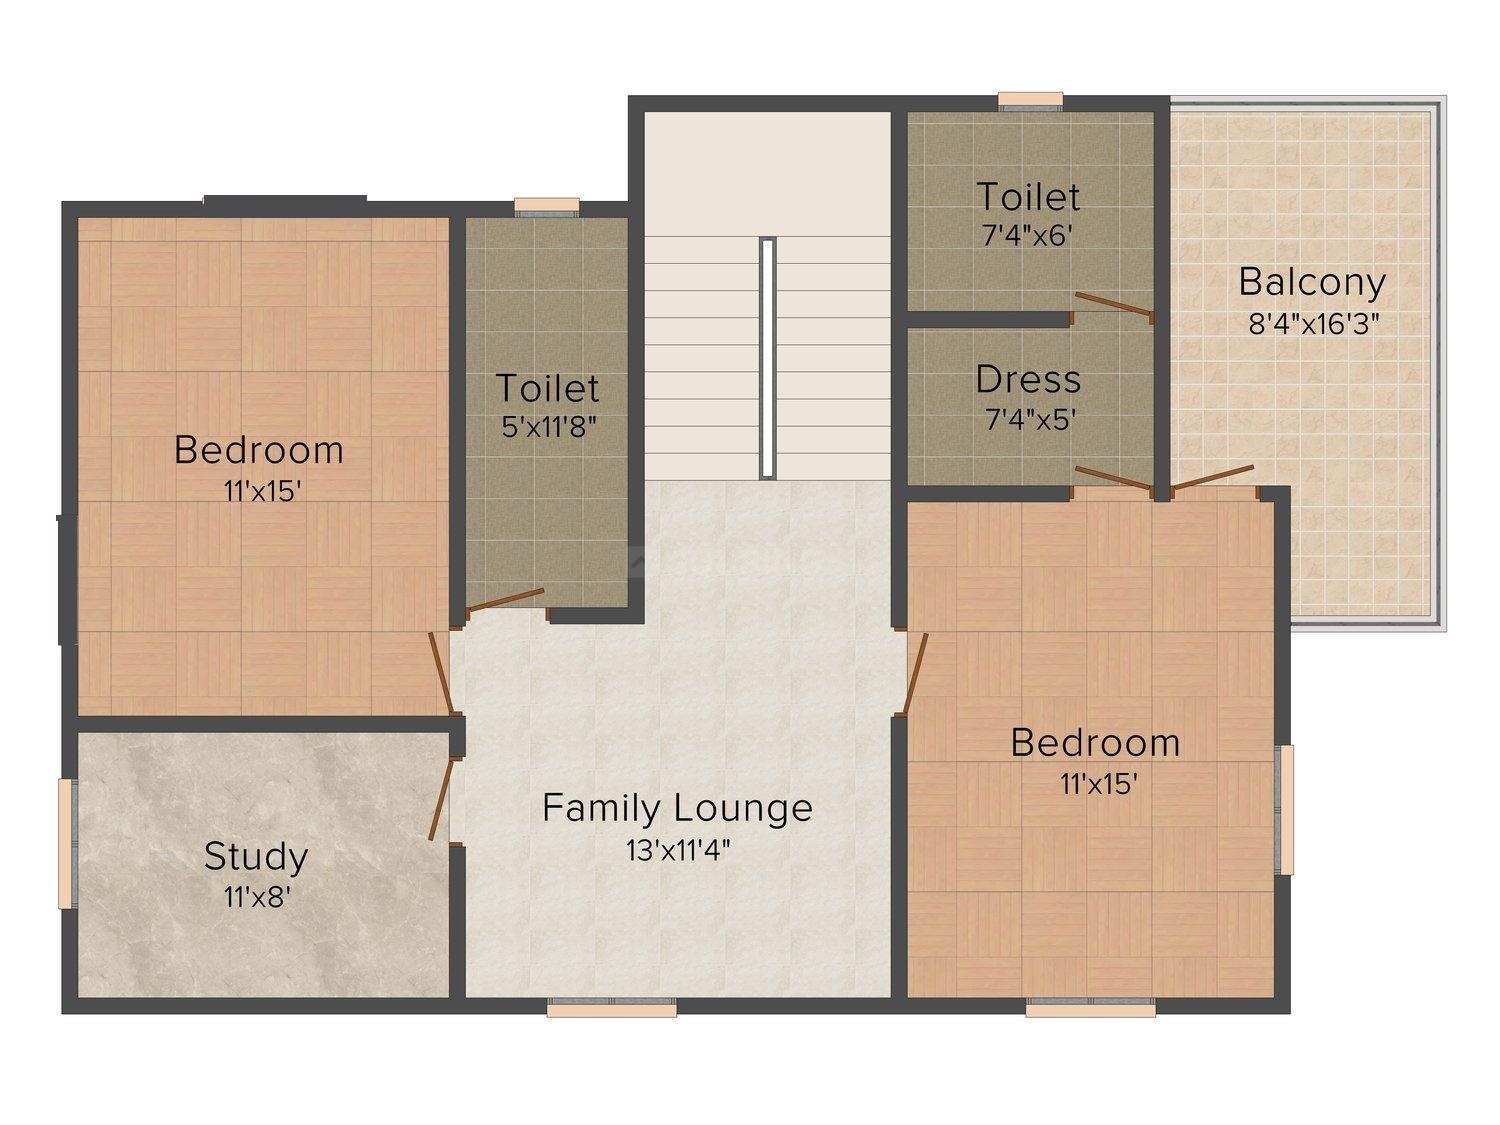 Toilet
7'4"x6'
Balcony
8'4"x16'3"
Dress
7'4"x5'
Toilet
5'x11'8"
Bedroom
11'x15'
Bedroom
11'x15'
Family Lounge
13'x11'4"
Study
11'x8'